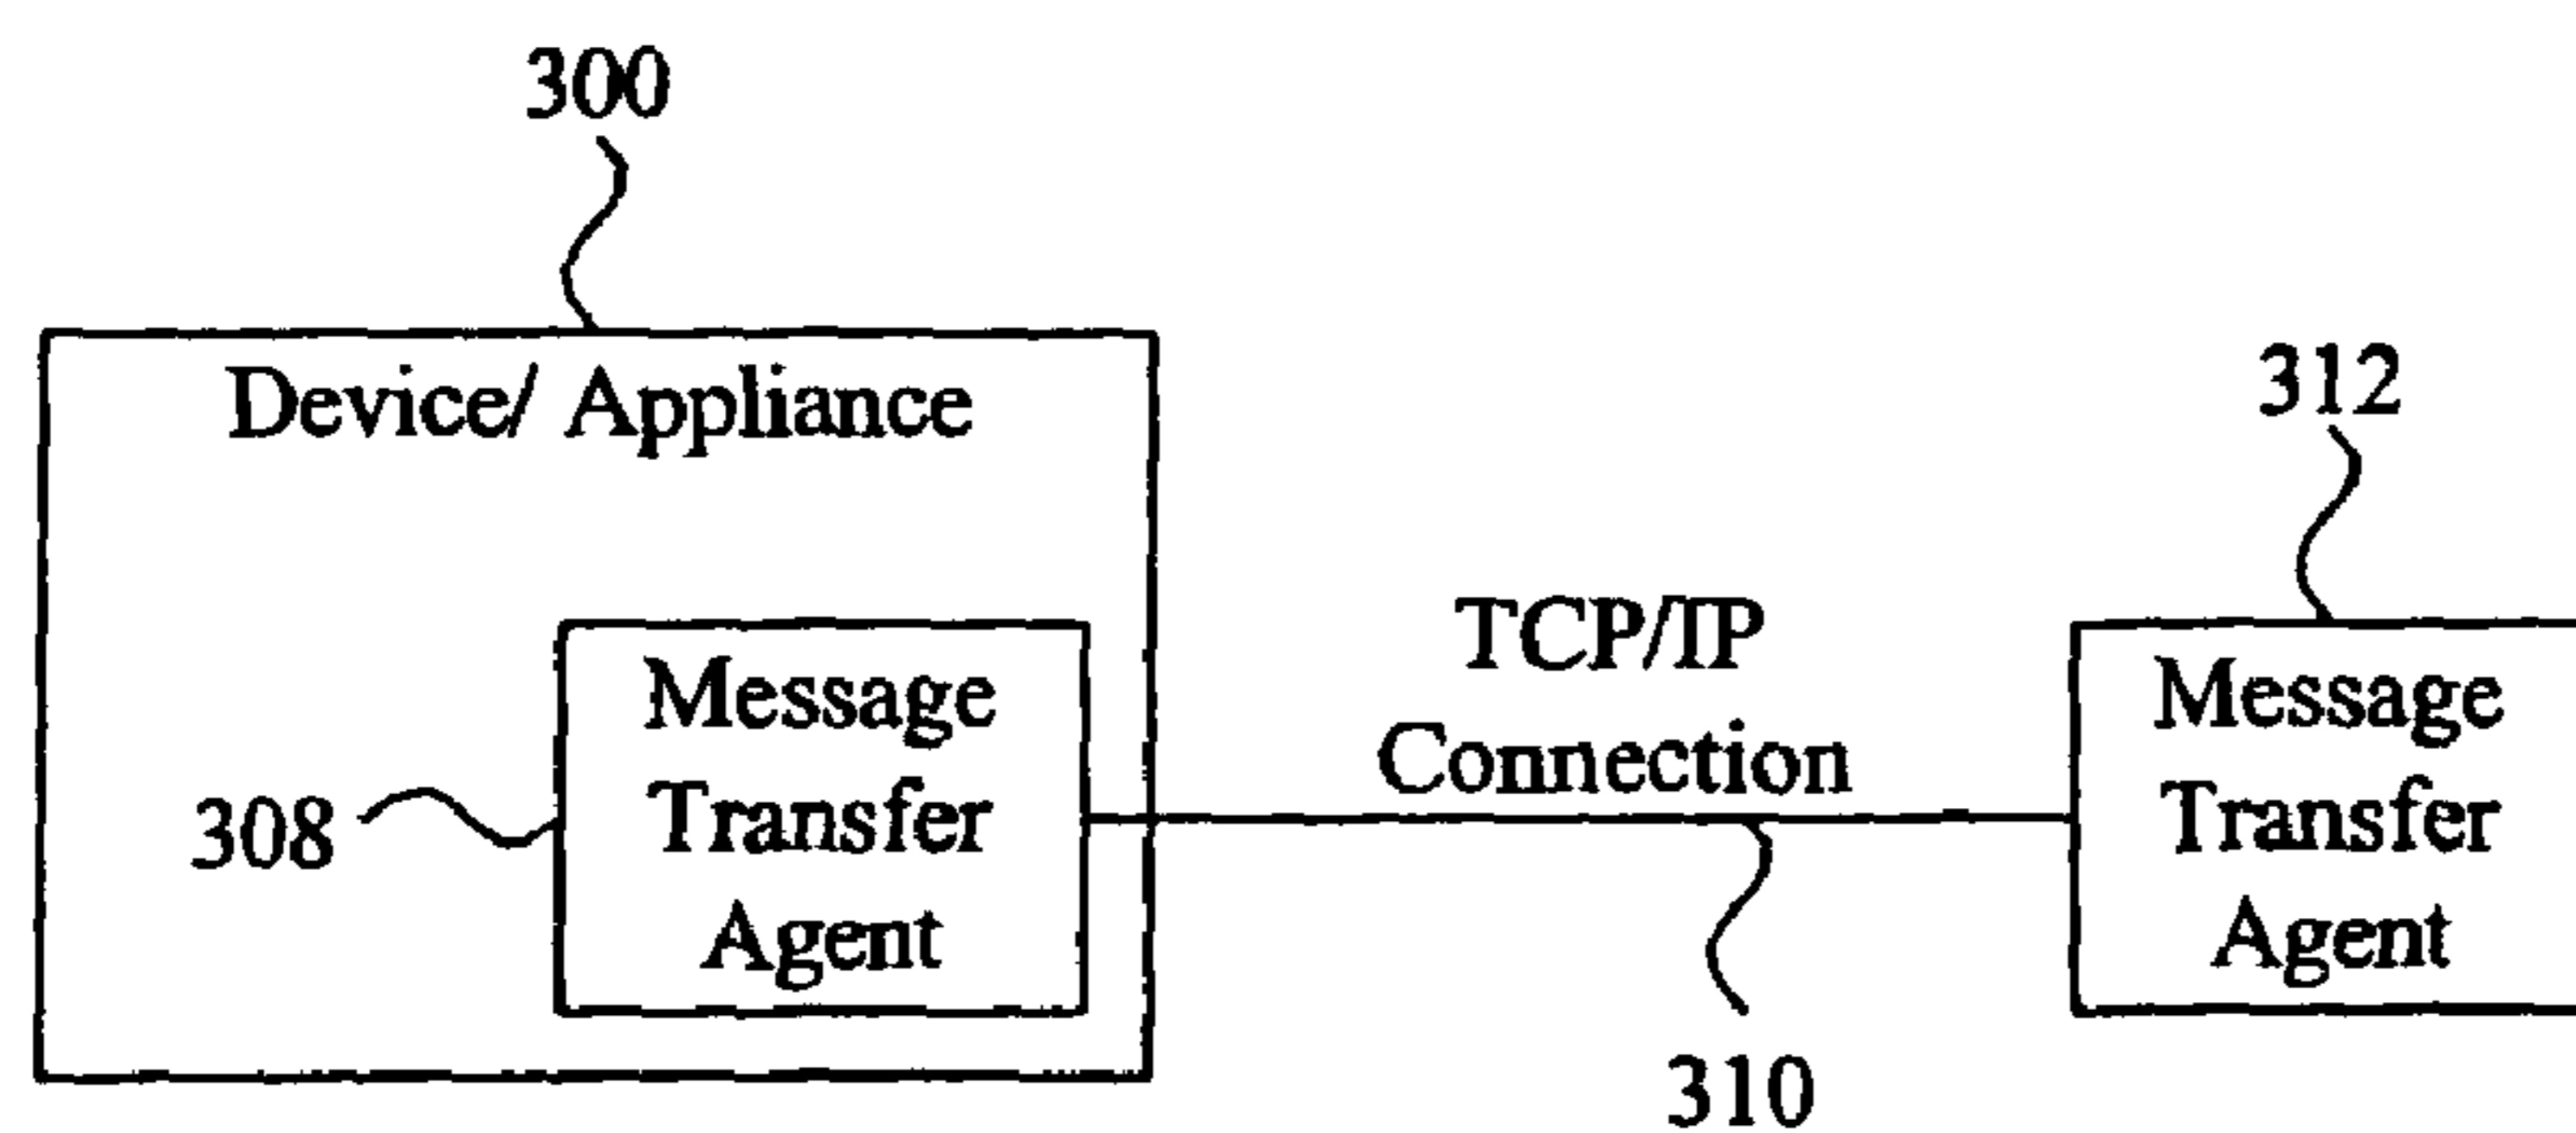 300
Device/ Appliance
312
TCP/IP
Connection
Message
Transfer
Agent
308
Message
Transfer
Agent
310